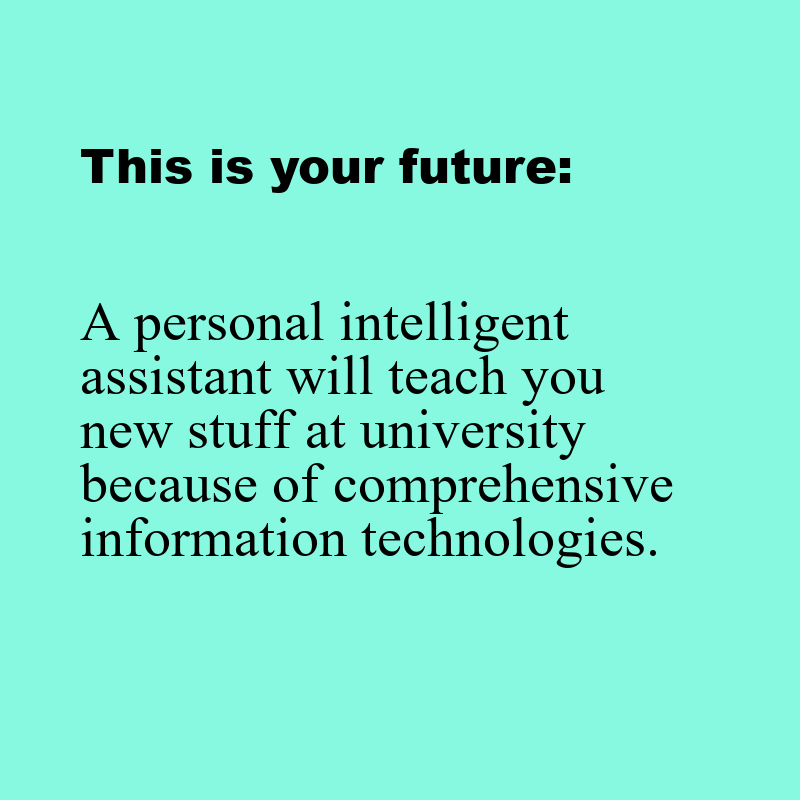 This is your future:
A personal intelligent
assistant will teach you
new stuff at university
because of comprehensive
information technologies.